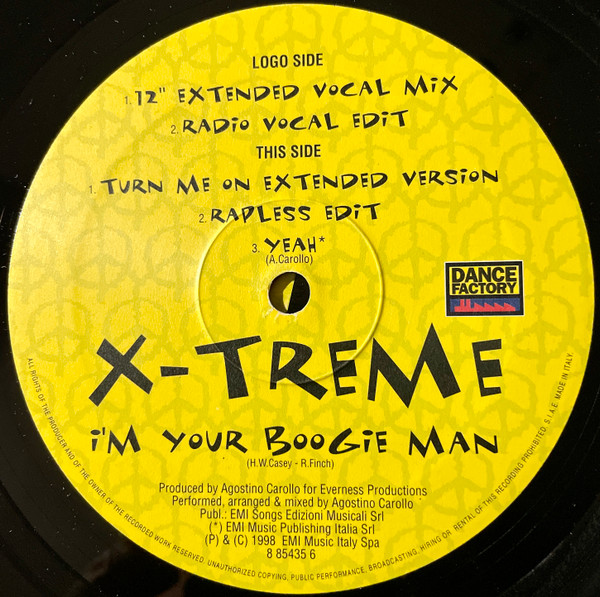 LOGO SIDE
1. 12" EXTENDED VOCAL MiX
2. RADiO VOCAL EDiT
THIS SIDE
1. TURN ME ON EXTENDED VERSiON
2. RAPLESS EDiT
3. YEAH*
(A.Carollo)
DANCE
FACTORY
X-TREME
i'M YOUR BOOGiE MAN
(H.W.Casey - R.Finch)
Produced by Agostino Carollo for Everness Productions
Performed, arranged & mixed by Agostino Carollo
Publ.: EMI Songs Edizioni Musicali Srl
(*) EMI Music Publishing Italia Srl
(P) & (C) 1998 EMI Music Italy Spa
8 85435 6
ALL RIGHTS OF THE PRODUCER AND OF THE OWNER OF THE RECORDED WORK RESERVED. UNAUTHORIZED COPYING, PUBLIC PERFORMANCE, BROADCASTING, HIRING OR RENTAL OF THIS RECORDING PROHIBITED. S.I.A.E. MADE IN ITALY.